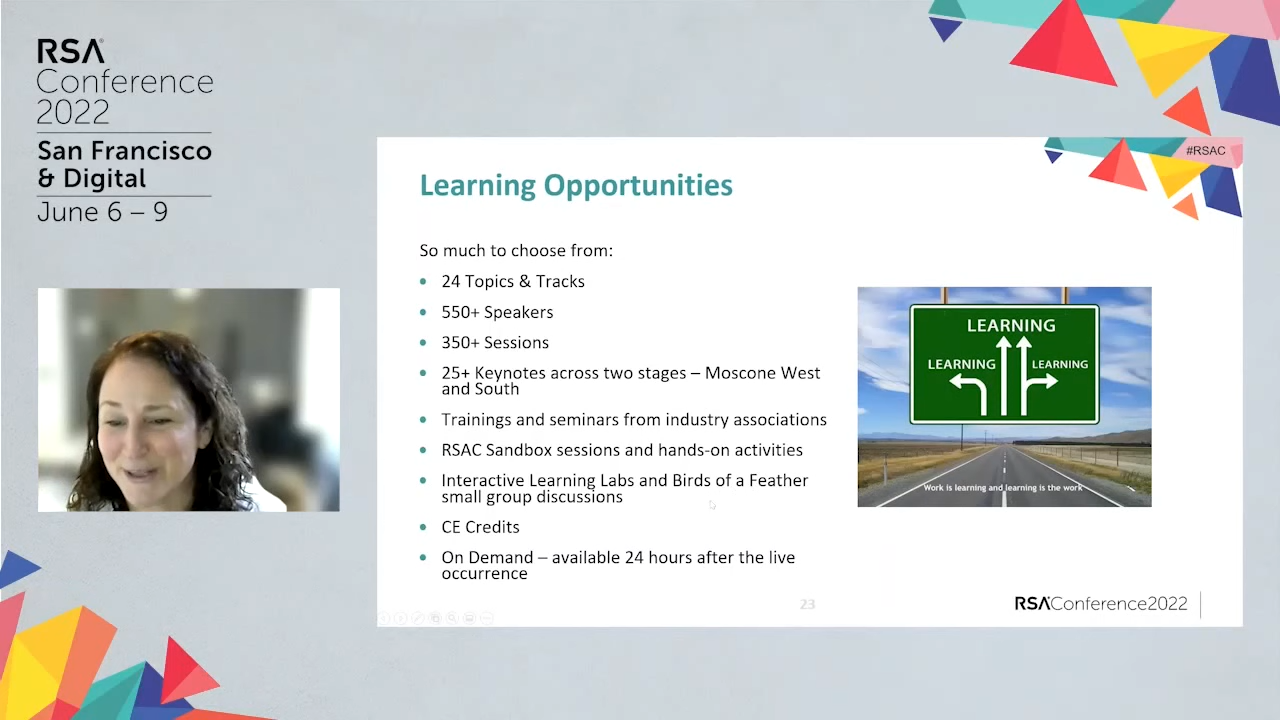 RSA
Conference
2022
San Francisco
& Digital
June 6 – 9
#RSAC
Learning Opportunities
So much to choose from:
• 24 Topics & Tracks
• 550+ Speakers
• 350+ Sessions
• 25+ Keynotes across two stages – Moscone West
and South
• Trainings and seminars from industry associations
• RSAC Sandbox sessions and hands-on activities
• Interactive Learning Labs and Birds of a Feather
small group discussions
• CE Credits
• On Demand – available 24 hours after the live
occurrence
LEARNING
LEARNING
LEARNING
Work is learning and learning is the work
23
RSA Conference2022